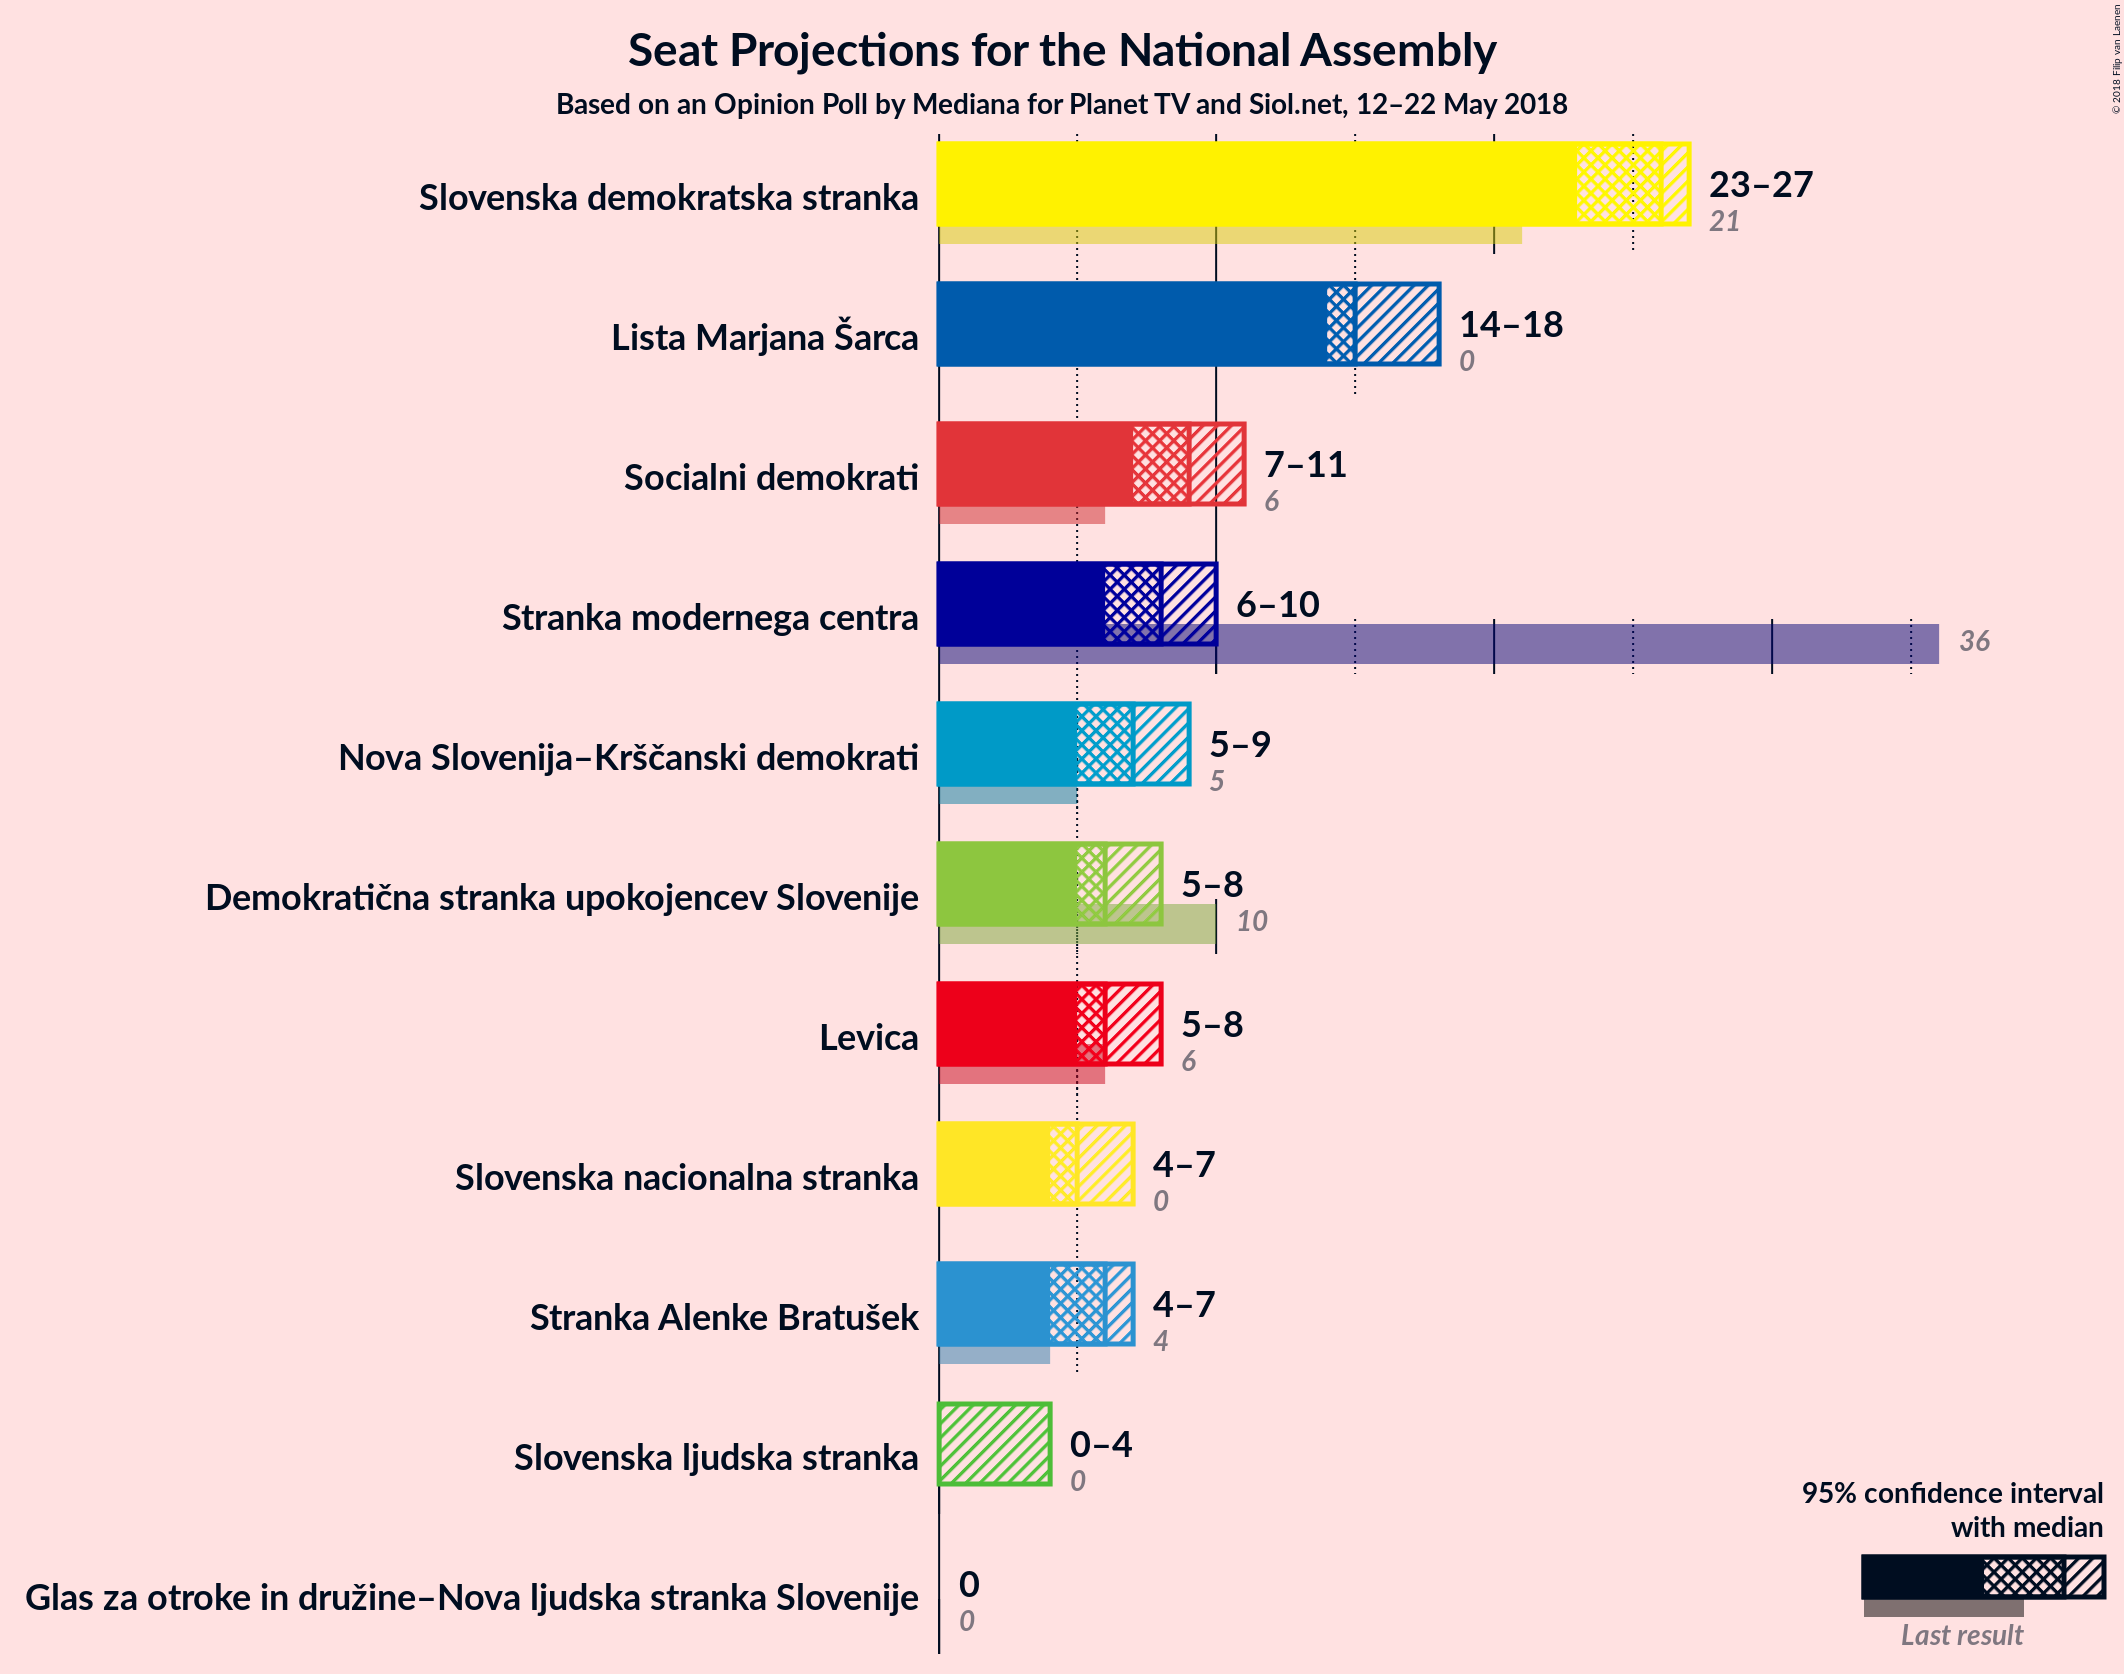 Seat Projections for the National Assembly
Based on an Opinion Poll by Mediana for Planet TV and Siol.net, 12–22 May 2018
© 2018 Filip van Laenen
Slovenska demokratska stranka
23–27
21
Lista Marjana Šarca
14–18
0
Socialni demokrati
7–11
6
Stranka modernega centra
6–10
36
Nova Slovenija–Krščanski demokrati
5–9
5
Demokratična stranka upokojencev Slovenije
5–8
10
Levica
5–8
6
Slovenska nacionalna stranka
4–7
0
Stranka Alenke Bratušek
4–7
4
Slovenska ljudska stranka
0–4
0
Glas za otroke in družine–Nova ljudska stranka Slovenije
0
0
95% confidence interval
with median
Last result